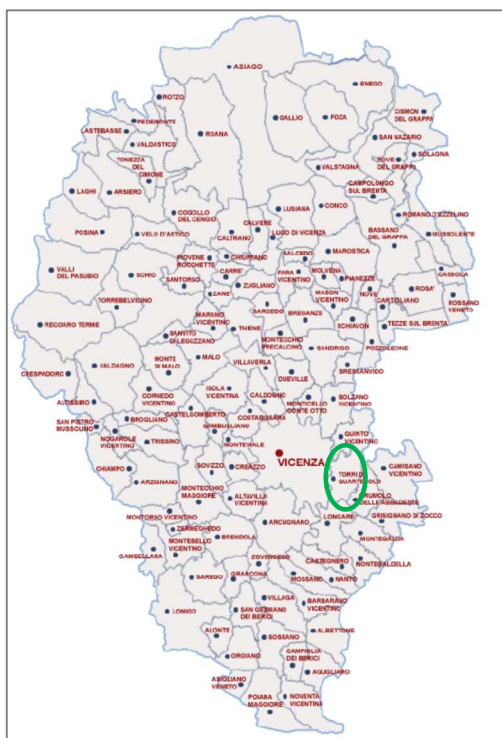 ASIAGO
ENEGO
ROTZO
CISMON
DEL GRAPPA
PEDEMONTE
GALLIO
FOZA
LASTEBASSE
ROANA
SAN NAZARIO
VALDASTICO
SOLAGNA
TONEZZA
DEL
CIMONE
POVE
DEL GRAPPA
VALSTAGNA
LAGHI
ARSIERO
CAMPOLONGO
SUL BRENTA
COGOLLO
DEL CENGIO
LUSIANA
CONCO
ROMANO D'EZZELINO
CALVENE
POSINA
VELO D'ASTICO
CALTRANO
LUGO DI VICENZA
BASSANO
DEL GRAPPA
MUSSOLENTE
MAROSTICA
PIOVENE
ROCCHETTE
CHIUPPANO
SALCEDO
VALLI
DEL PASUBIO
SCHIO
CARRE'
FARA
VICENTINO
MOLVENA
PIANEZZE
CASSOLA
SANTORSO
ZUGLIANO
NOVE
ROSA'
ZANE'
MASON
VICENTINO
CARTIGLIANO
ROSSANO
VENETO
TORREBELVICINO
SARCEDO
BREGANZE
MARANO
VICENTINO
SCHIAVON
TEZZE SUL BRENTA
RECOARO TERME
THIENE
SAN VITO
DI LEGUZZANO
MONTECCHIO
PRECALCINO
SANDRIGO
POZZOLEONE
MALO
VALDAGNO
MONTE
DI MALO
VILLAVERLA
BRESSANVIDO
CRESPADORO
DUEVILLE
ISOLA
VICENTINA
ALTISSIMO
CORNEDO
VICENTINO
CALDOGNO
MONTICELLO
CONTE OTTO
BOLZANO
VICENTINO
CASTELGOMBERTO
COSTABISSARA
SAN PIETRO
MUSSOLINO
BROGLIANO
GAMBUGLIANO
QUINTO
VICENTINO
NOGAROLE
VICENTINO
TRISSINO
MONTEVIALE
VICENZA
CHIAMPO
SOVIZZO
CREAZZO
CAMISANO
VICENTINO
TORRI DI
QUARTESOLO
ARZIGNANO
MONTECCHIO
MAGGIORE
ALTAVILLA
VICENTINA
GRUMOLO
DELLE ABBADESSE
MONTORSO VICENTINO
LONGARE
GRISIGNANO DI ZOCCO
ARCUGNANO
ZERMEGHEDO
MONTEBELLO
VICENTINO
BRENDOLA
MONTEGALDA
GAMBELLARA
CASTEGNERO
MONTEGALDELLA
ZOVENCEDO
SAREGO
GRANCONA
MOSSANO
NANTO
VILLAGA
BARBARANO
VICENTINO
LONIGO
SAN GERMANO
DEI BERICI
ALONTE
ALBETTONE
SOSSANO
ORGIANO
CAMPIGLIA
DEI BERICI
AGUGLIARO
ASIGLIANO
VENETO
POIANA
MAGGIORE
NOVENTA
VICENTINA